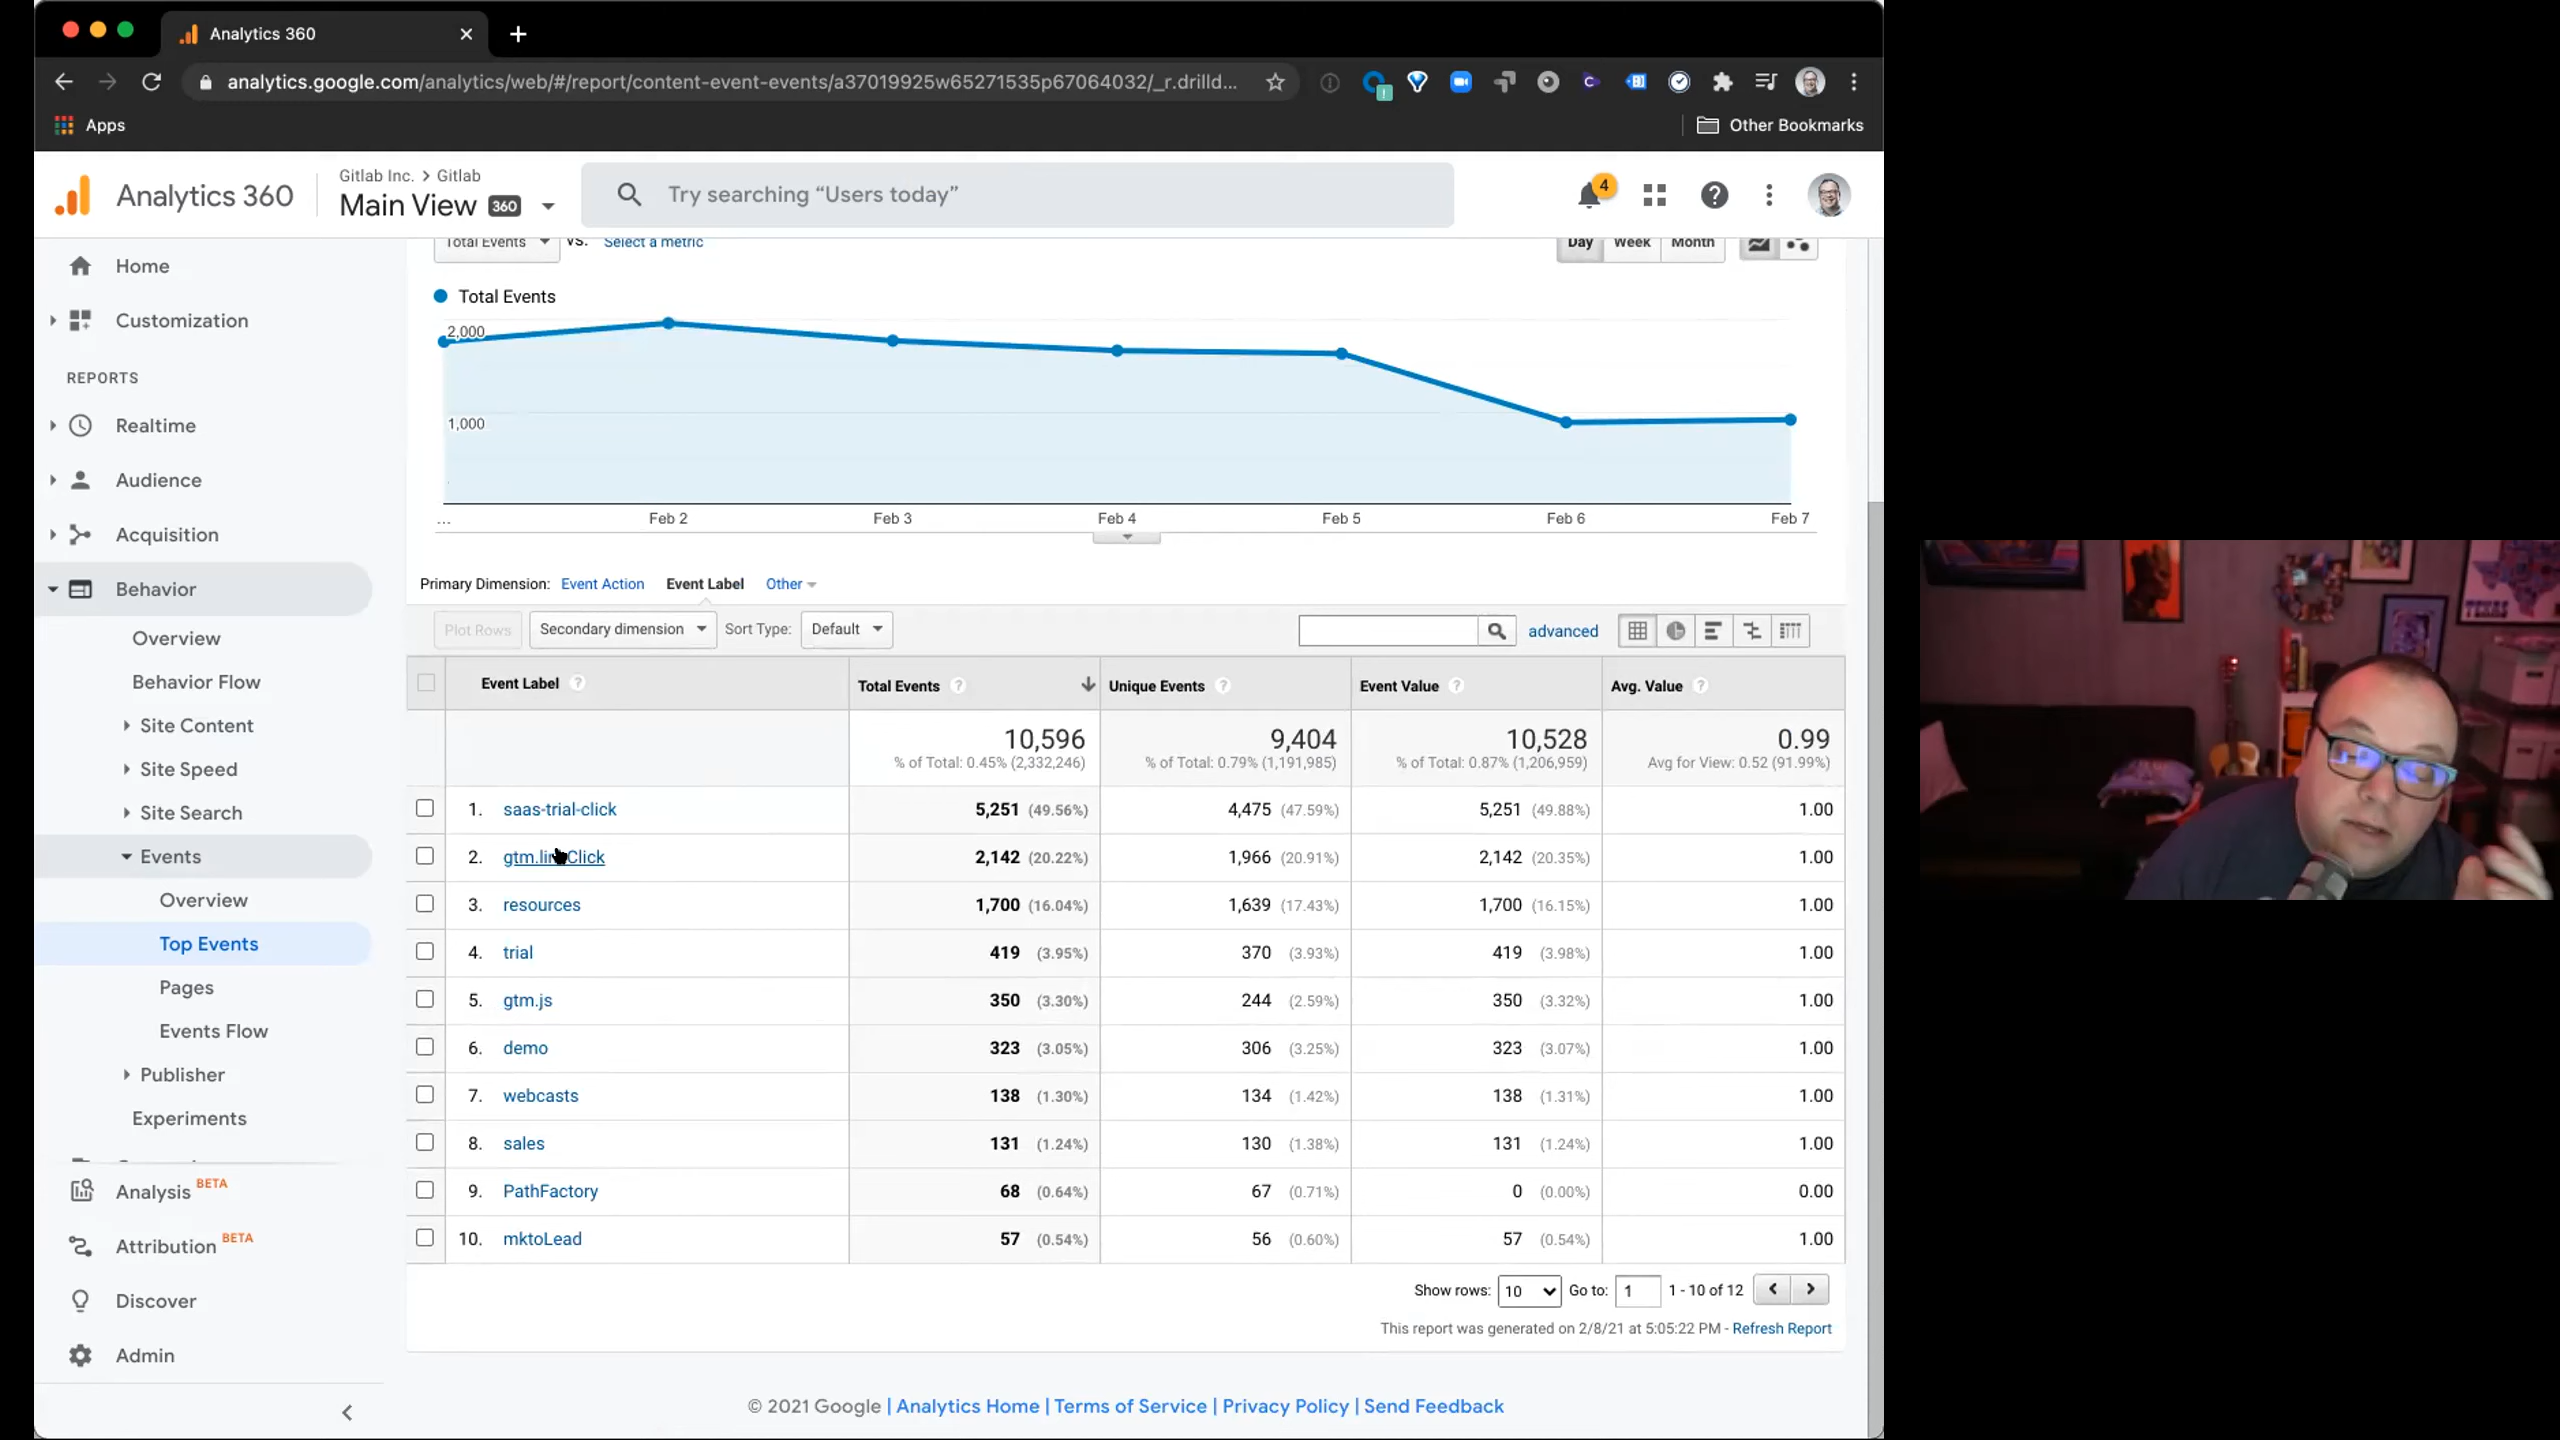 Analytics 360
analytics.google.com/analytics/web/#/report/content-event-events/a37019925w65271535p67064032/_r.drilld...
Apps
Other Bookmarks
Analytics 360
Gitlab Inc. > Gitlab
Main View 360
Try searching “Users today”
4
Total Events vs. Select a metric
Day Week Month
Home
Customization
REPORTS
Realtime
Audience
Acquisition
Behavior
Overview
Behavior Flow
Site Content
Site Speed
Site Search
Events
Overview
Top Events
Pages
Events Flow
Publisher
Experiments
Analysis BETA
Attribution BETA
Discover
Admin
Total Events
2,000
1,000
... Feb 2 Feb 3 Feb 4 Feb 5 Feb 6 Feb 7
Primary Dimension: Event Action Event Label Other
Plot Rows Secondary dimension Sort Type: Default advanced
Event Label ? Total Events ? Unique Events ? Event Value ? Avg. Value ?
10,596 9,404 10,528 0.99
% of Total: 0.45% (2,332,246) % of Total: 0.79% (1,191,985) % of Total: 0.87% (1,206,959) Avg for View: 0.52 (91.99%)
1. saas-trial-click 5,251 (49.56%) 4,475 (47.59%) 5,251 (49.88%) 1.00
2. 2,142 (20.22%) 1,966 (20.91%) 2,142 (20.35%) 1.00
3. resources 1,700 (16.04%) 1,639 (17.43%) 1,700 (16.15%) 1.00
4. trial 419 (3.95%) 370 (3.93%) 419 (3.98%) 1.00
5. gtm.js 350 (3.30%) 244 (2.59%) 350 (3.32%) 1.00
6. demo 323 (3.05%) 306 (3.25%) 323 (3.07%) 1.00
7. webcasts 138 (1.30%) 134 (1.42%) 138 (1.31%) 1.00
8. sales 131 (1.24%) 130 (1.38%) 131 (1.24%) 1.00
9. PathFactory 68 (0.64%) 67 (0.71%) 0 (0.00%) 0.00
10. mktoLead 57 (0.54%) 56 (0.60%) 57 (0.54%) 1.00
Show rows: 10 Go to: 1 1 - 10 of 12
This report was generated on 2/8/21 at 5:05:22 PM - Refresh Report
© 2021 Google | Analytics Home | Terms of Service | Privacy Policy | Send Feedback
TEXAS